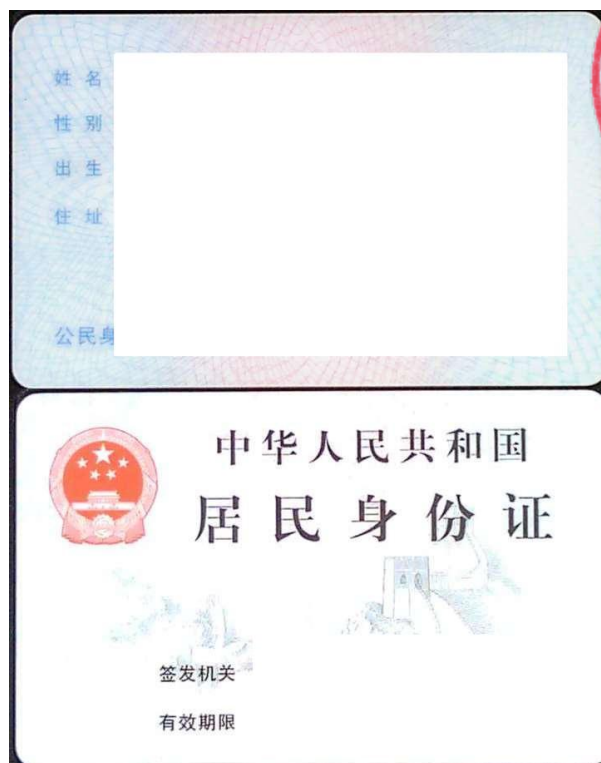 姓 名
性 别
出 生
住 址
公民身
中华人民共和国
居民身份证
签发机关
有效期限